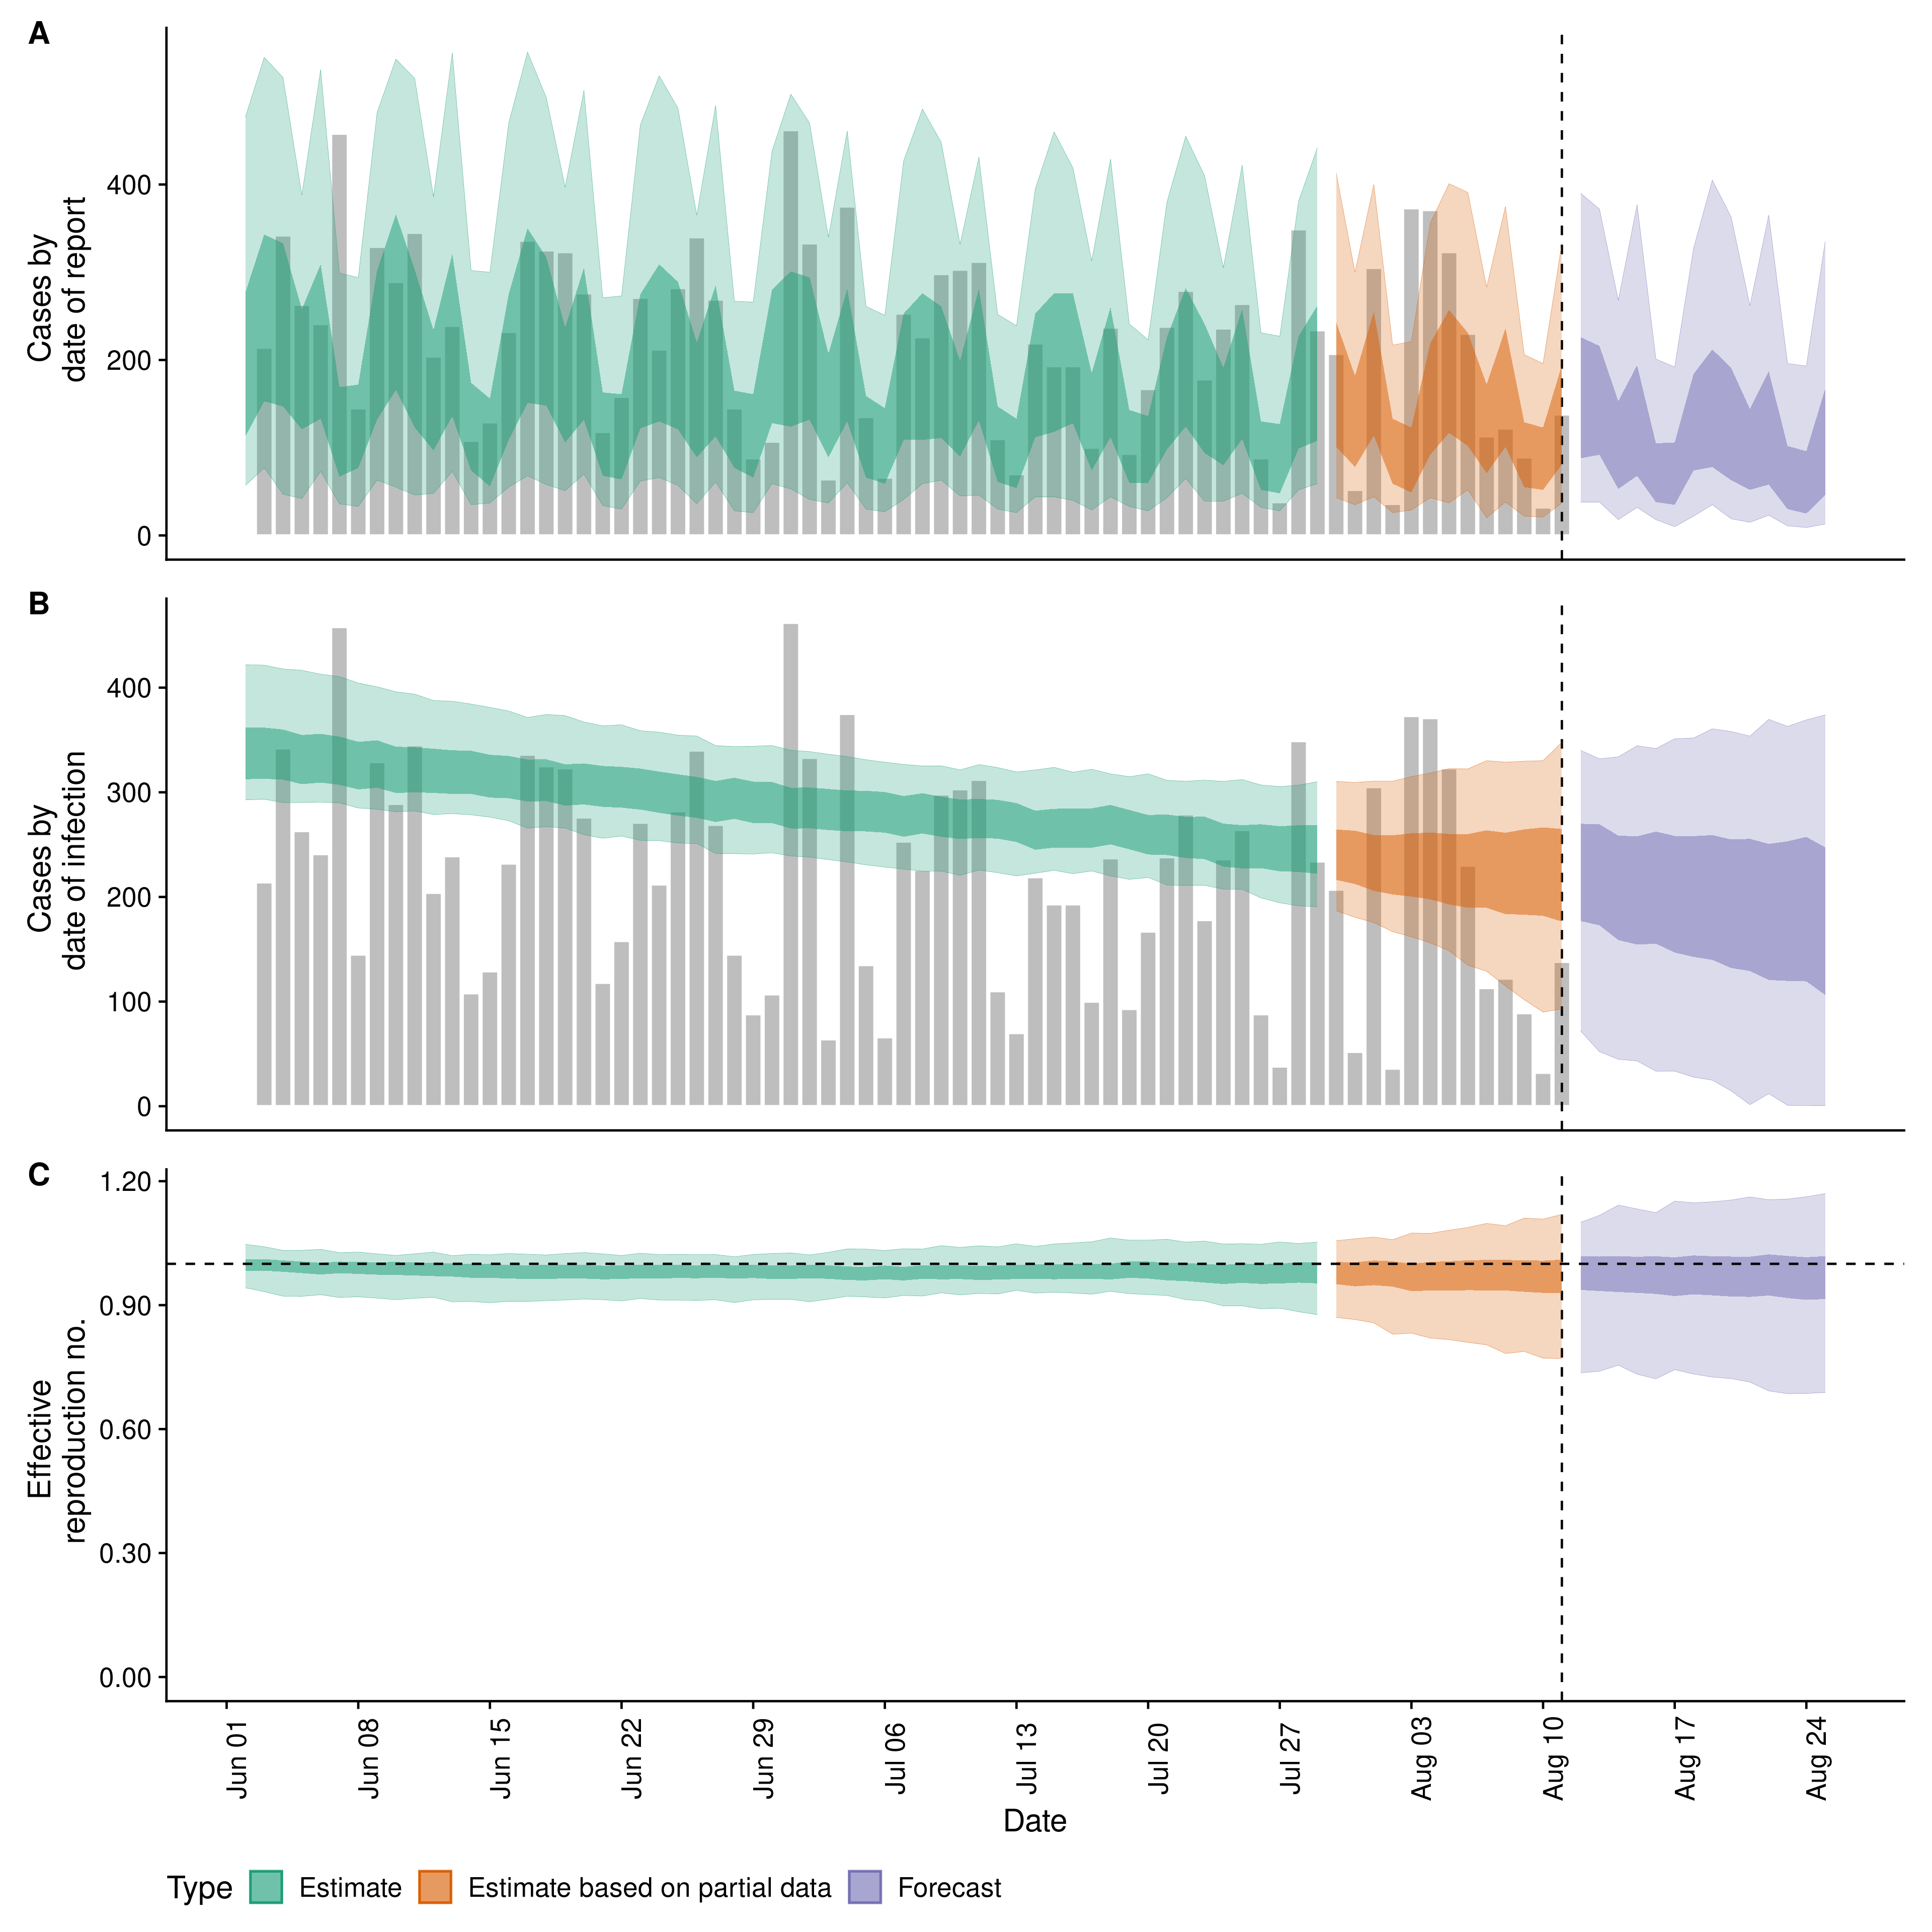 A
Cases by
date of report
400
200
0
B
Cases by
date of infection
400
300
200
100
0
C
Effective
reproduction no.
1.20
0.90
0.60
0.30
0.00
Jun 01
Jun 08
Jun 15
Jun 22
Jun 29
Jul 06
Jul 13
Jul 20
Jul 27
Aug 03
Aug 10
Aug 17
Aug 24
Date
Type Estimate Estimate based on partial data Forecast